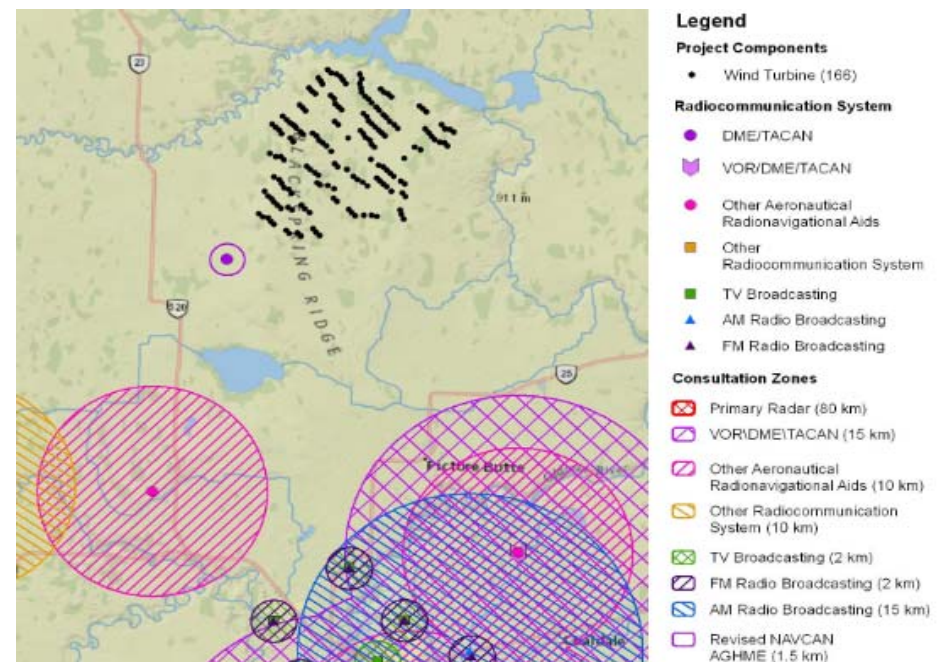 23
BLACKSPRING RIDGE
911 m
520
25
Picture Butte
Coaldale
Legend
Project Components
Wind Turbine (166)
Radiocommunication System
DME/TACAN
VOR/DME/TACAN
Other Aeronautical
Radionavigational Aids
Other
Radiocommunication System
TV Broadcasting
AM Radio Broadcasting
FM Radio Broadcasting
Consultation Zones
Primary Radar (80 km)
VOR\DME\TACAN (15 km)
Other Aeronautical
Radionavigational Aids (10 km)
Other Radiocommunication
System (10 km)
TV Broadcasting (2 km)
FM Radio Broadcasting (2 km)
AM Radio Broadcasting (15 km)
Revised NAVCAN
AGHME (1.5 km)